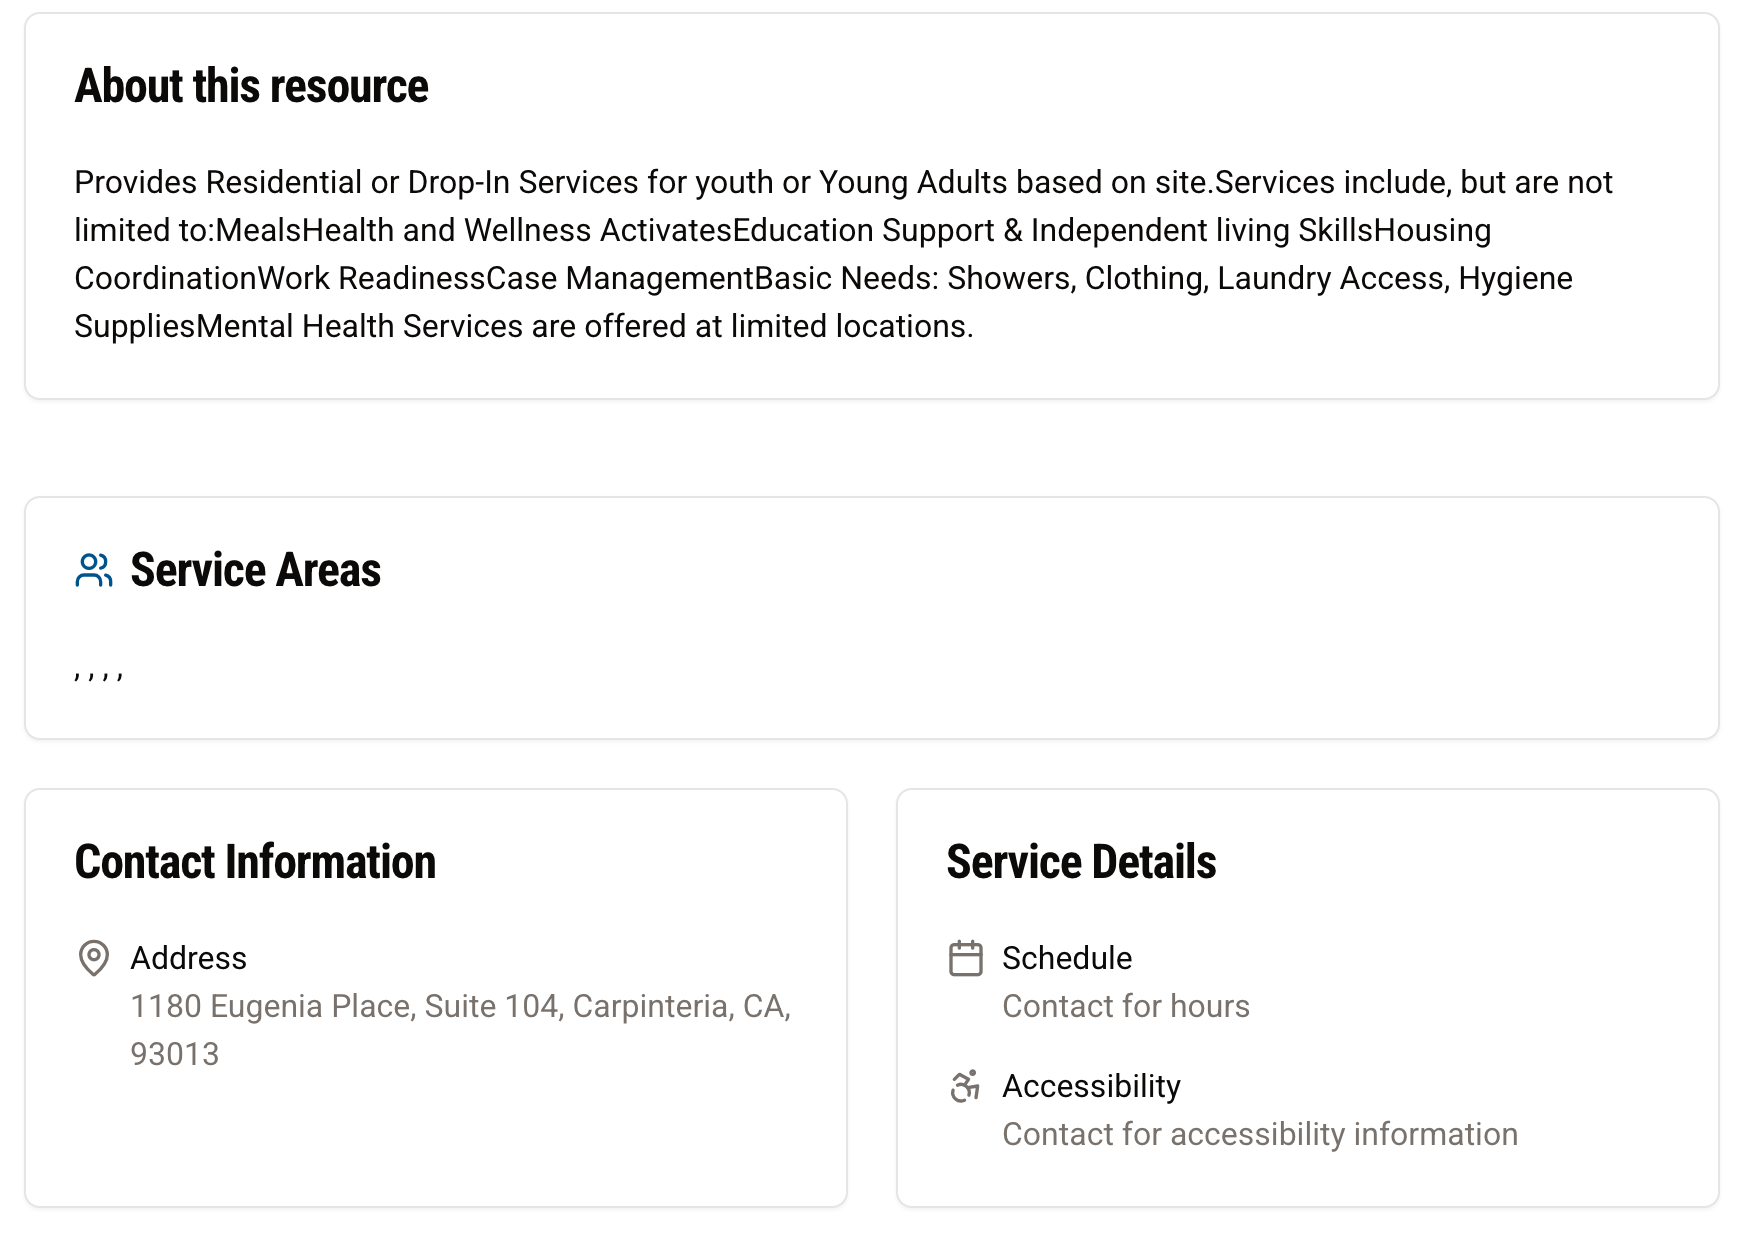 About this resource
Provides Residential or Drop-In Services for youth or Young Adults based on site.Services include, but are not
limited to:MealsHealth and Wellness ActivatesEducation Support & Independent living SkillsHousing
CoordinationWork ReadinessCase ManagementBasic Needs: Showers, Clothing, Laundry Access, Hygiene
SuppliesMental Health Services are offered at limited locations.
Service Areas
, , , ,
Contact Information
Address
1180 Eugenia Place, Suite 104, Carpinteria, CA,
93013
Service Details
Schedule
Contact for hours
Accessibility
Contact for accessibility information